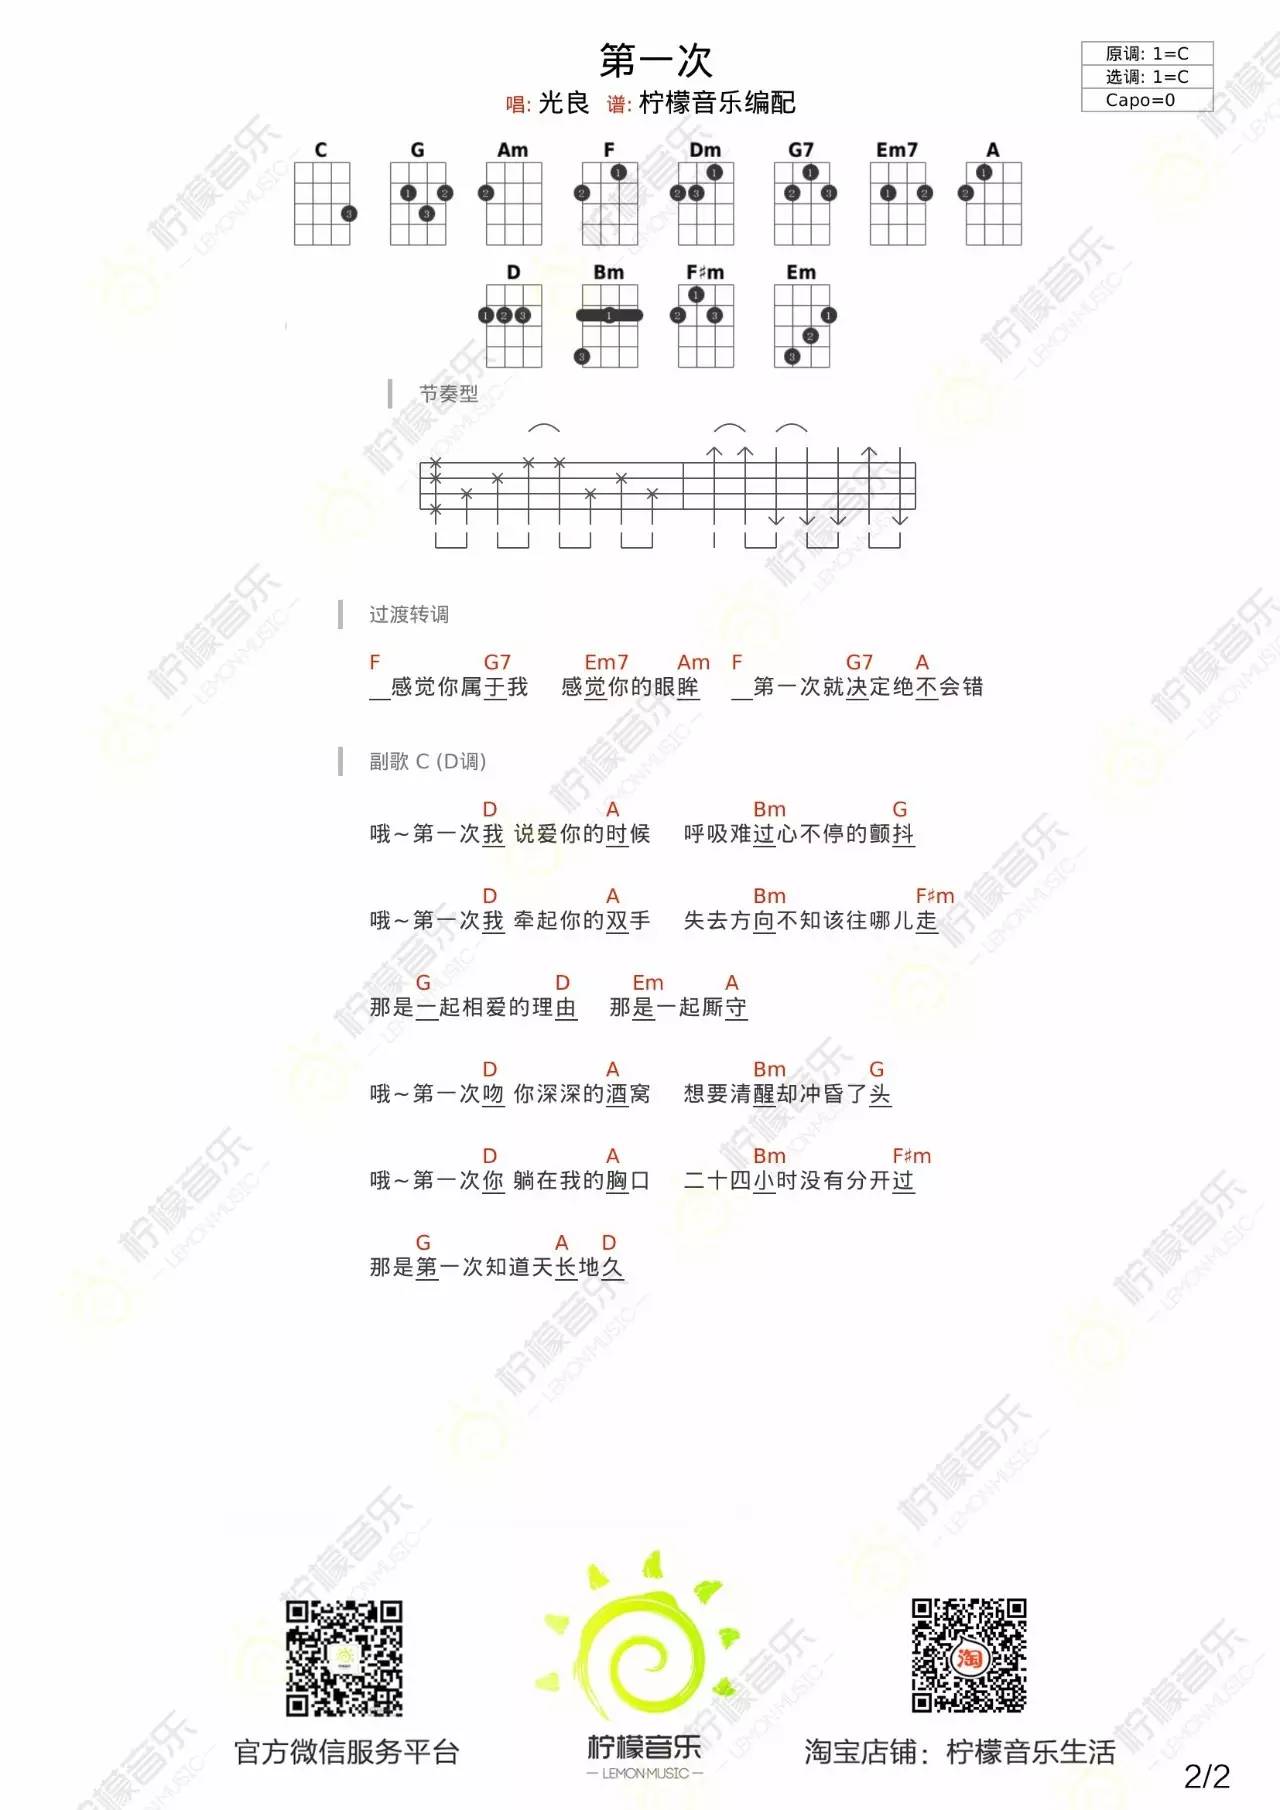 第一次
唱: 光良 谱: 柠檬音乐编配
原调: 1=C
选调: 1=C
Capo=0
C G Am F Dm G7 Em7 A
D Bm F♯m Em
节奏型
过渡转调
F G7 Em7 Am F G7 A
__感觉你属于我 感觉你的眼眸 __第一次就决定绝不会错
副歌 C (D调)
D A Bm G
哦~第一次我 说爱你的时候 呼吸难过心不停的颤抖
D A Bm F♯m
哦~第一次我 牵起你的双手 失去方向不知该往哪儿走
G D Em A
那是一起相爱的理由 那是一起厮守
D A Bm G
哦~第一次吻 你深深的酒窝 想要清醒却冲昏了头
D A Bm F♯m
哦~第一次你 躺在我的胸口 二十四小时没有分开过
G A D
那是第一次知道天长地久
官方微信服务平台
柠檬音乐
— LEMON MUSIC —
淘
淘宝店铺：柠檬音乐生活
2/2